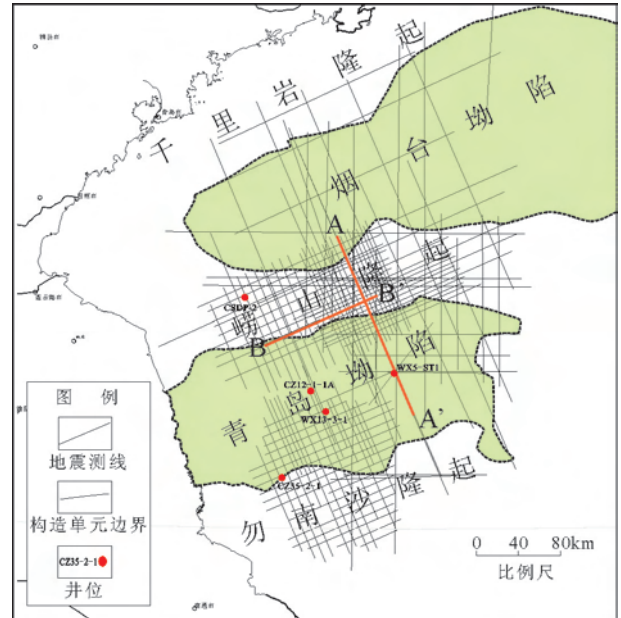 千里岩隆起
烟台坳陷
A
崂山隆起
B'
CSDP-2
B
青岛坳陷
WX5-ST1
CZ12-1-1A
WX13-3-1
A'
CZ35-2-1
勿南沙隆起
图 例
地震测线
构造单元边界
CZ35-2-1
井位
0 40 80km
比例尺